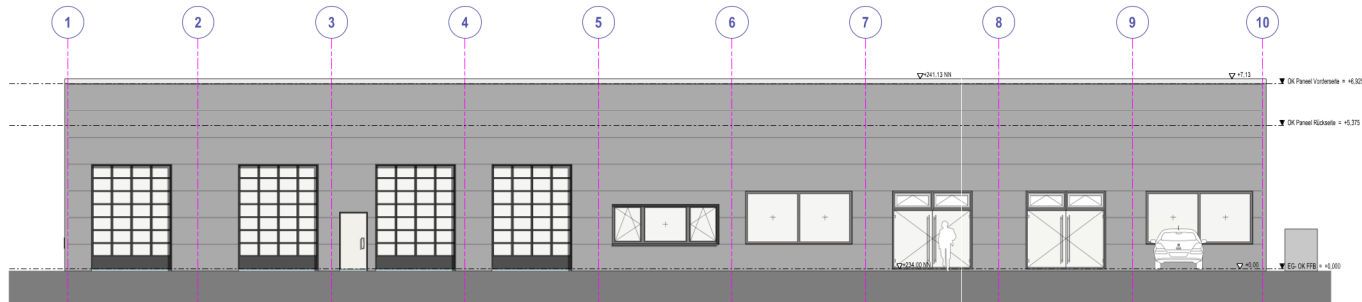 1 2 3 4 5 6 7 8 9 10
+241.13 NN
+7.13
OK Paneel Vorderseite = +6.925
OK Paneel Rückseite = +5.375
+234.00 NN
+0.00
EG- OK FFB = +0.000